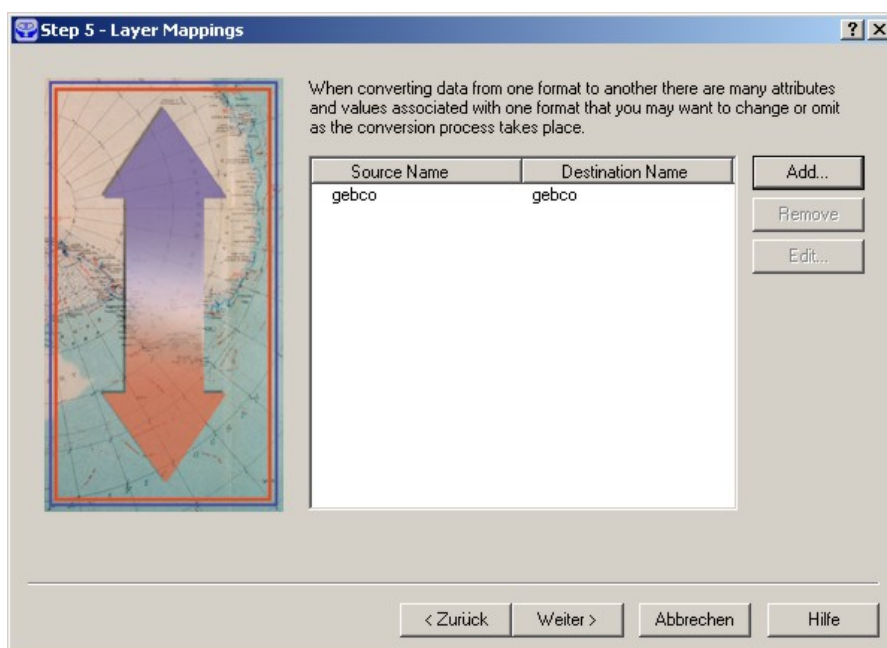 Step 5 - Layer Mappings
When converting data from one format to another there are many attributes
and values associated with one format that you may want to change or omit
as the conversion process takes place.
Source Name Destination Name
gebco gebco
Add...
Remove
Edit...
< Zurück Weiter > Abbrechen Hilfe